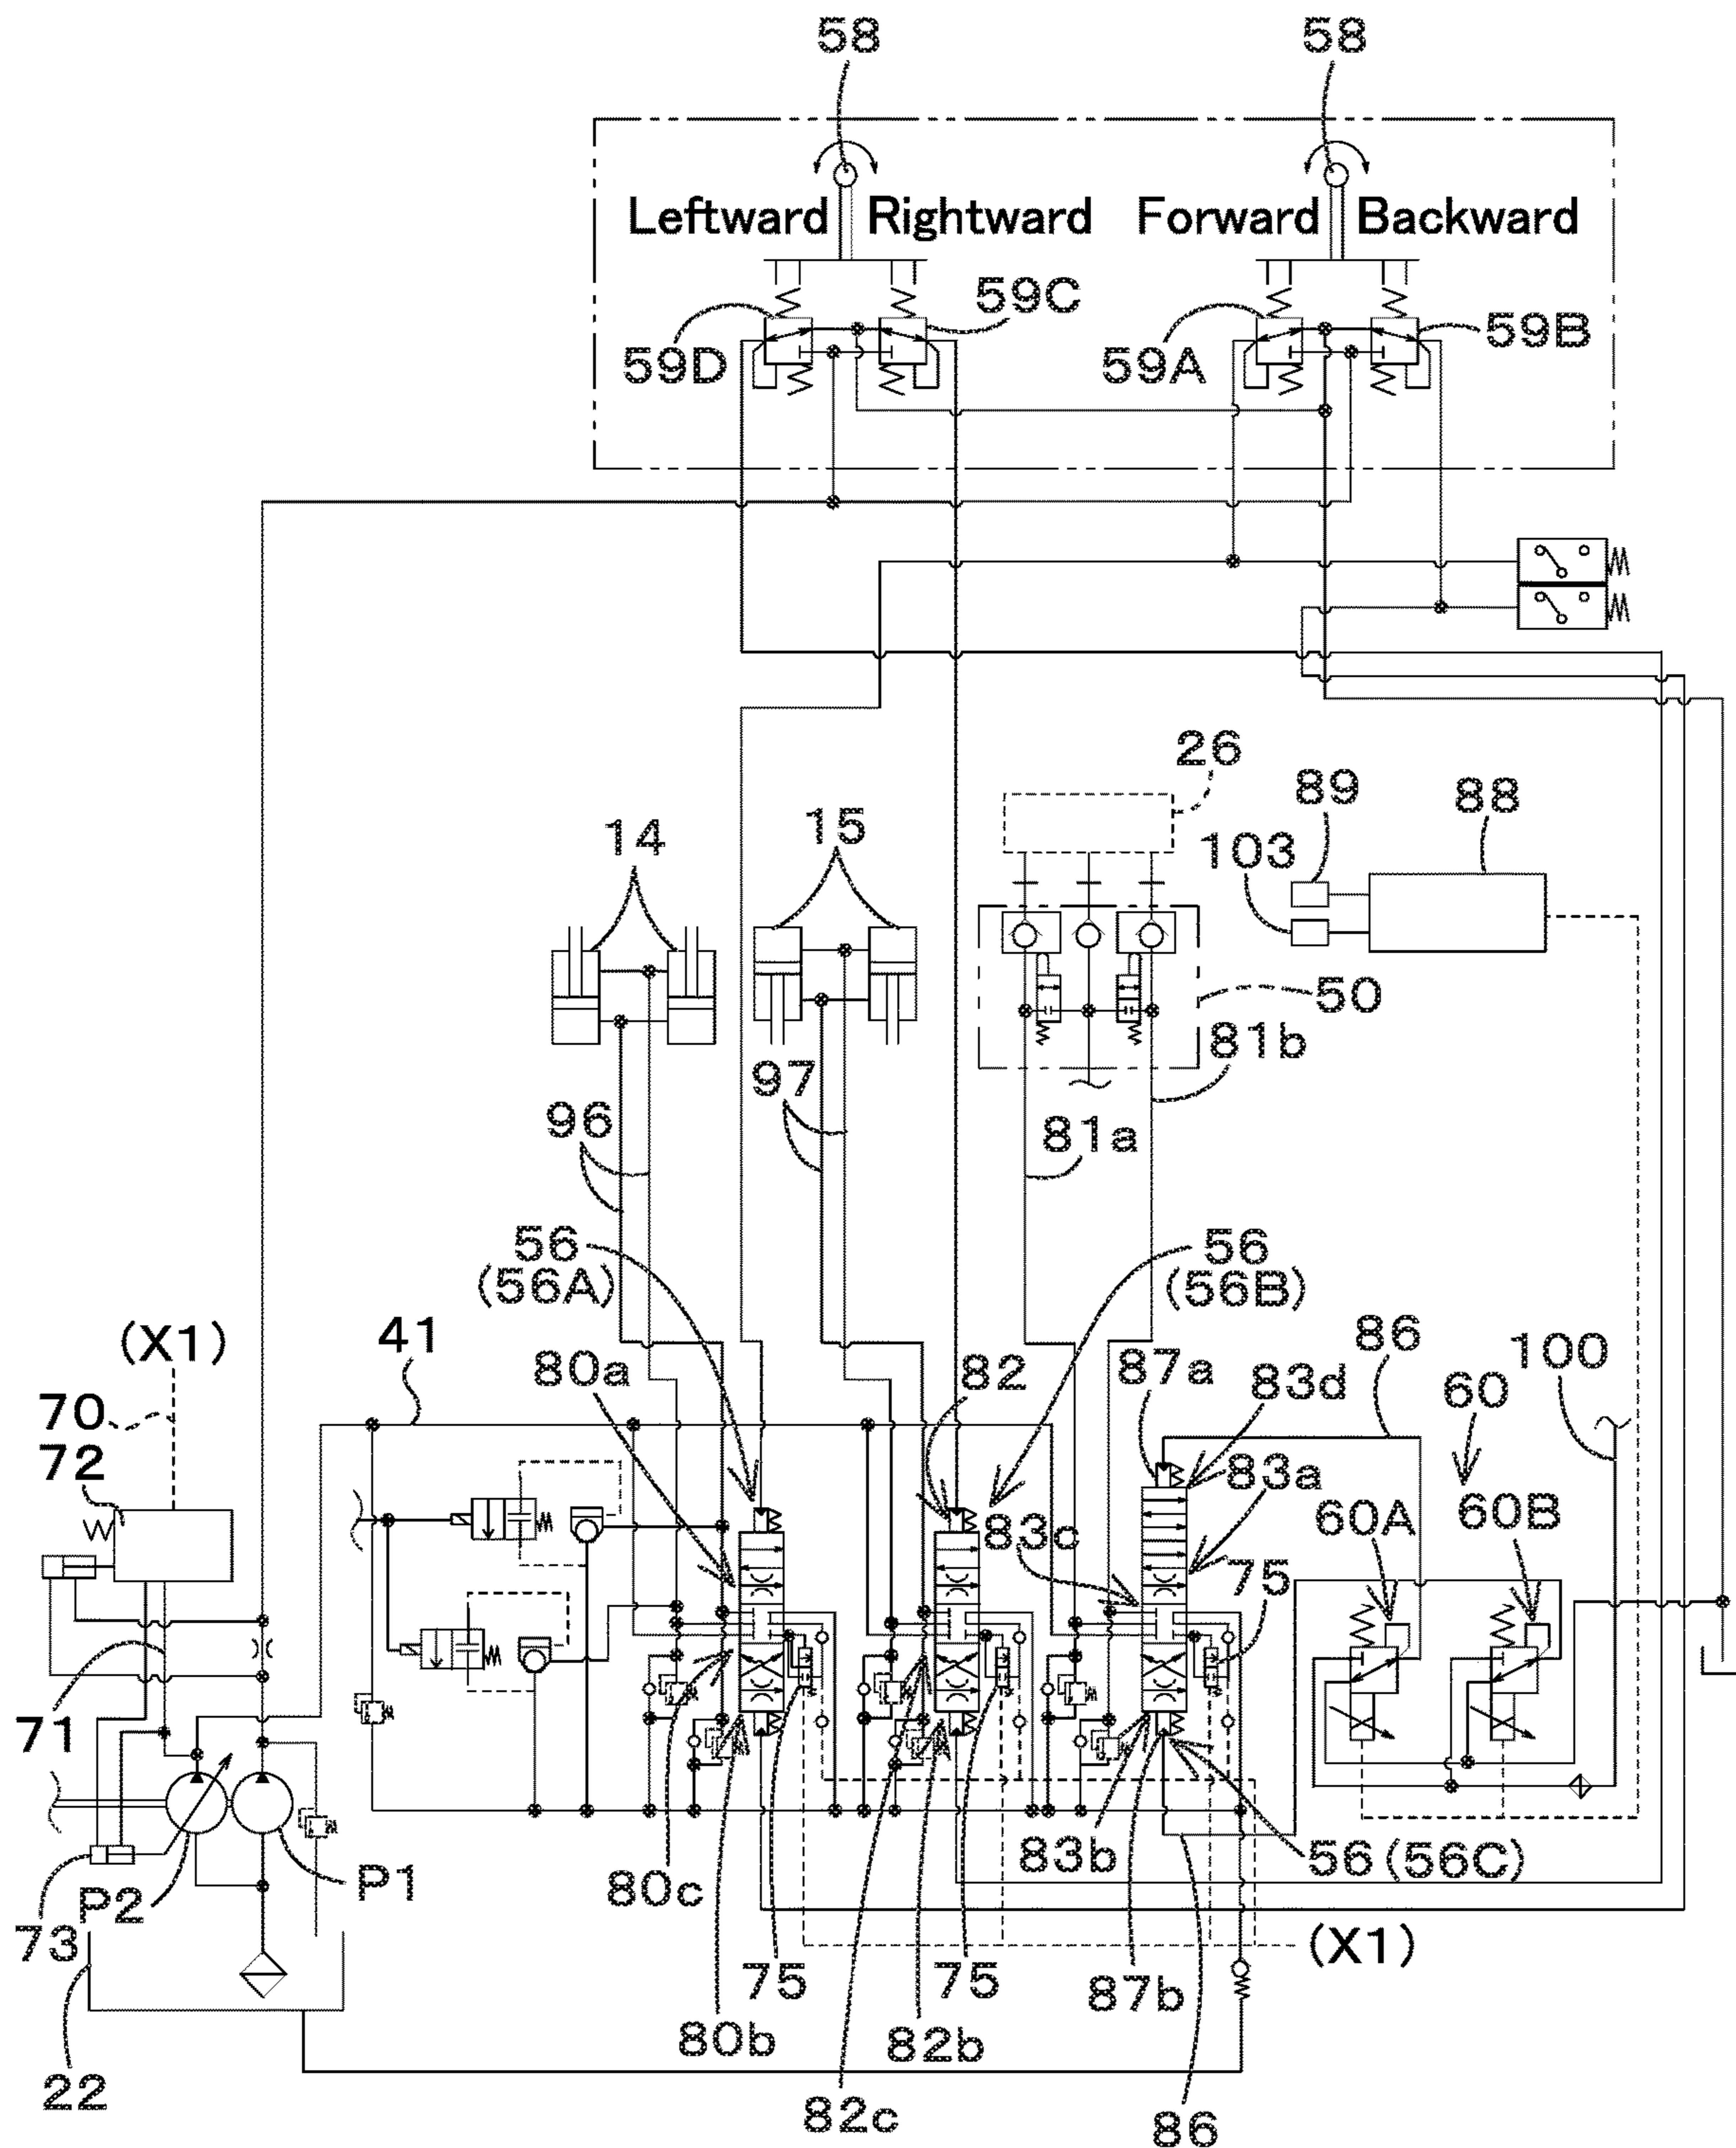 58 58
Leftward Rightward Forward Backward
59C
59D 59A 59B
26
89 88
14 15 103
50
81b
97
96 81a
56 56
(56A) (56B)
(X1) 41 86 100
80a 82 87a 83d 60
70
72 83a
83c 60A 60B
75
71
83b 56 (56C)
80c
P2 P1
73
(X1)
75 75 87b
80b 82b
22
82c 86